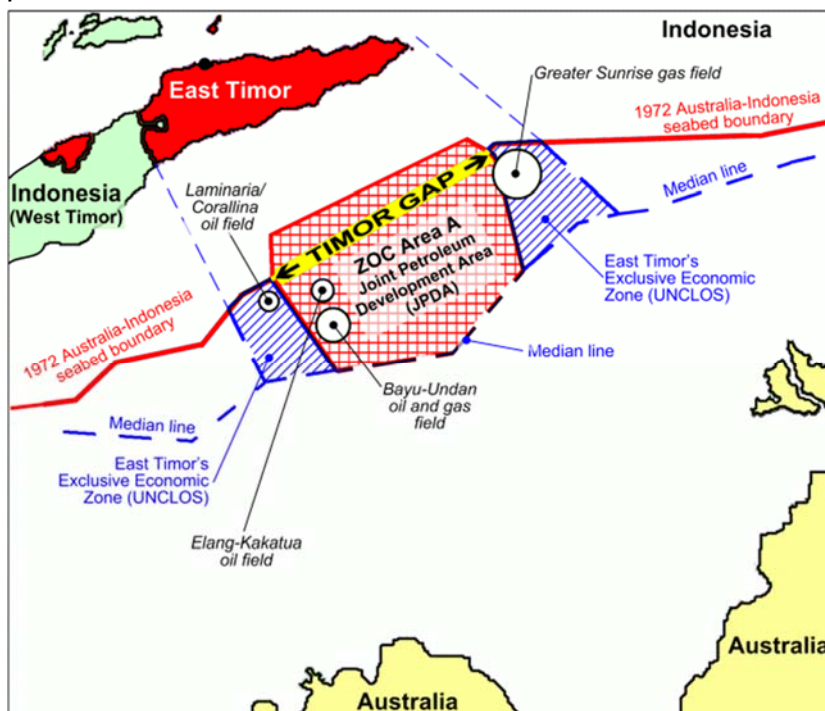 Indonesia
Greater Sunrise gas field
East Timor
1972 Australia-Indonesia
seabed boundary
Indonesia
(West Timor)
Laminaria/
Corallina
oil field
TIMOR GAP
Median line
ZOC Area A
Joint Petroleum
Development Area
(JPDA)
East Timor's
Exclusive Economic
Zone (UNCLOS)
1972 Australia-Indonesia
seabed boundary
Median line
Bayu-Undan
oil and gas
field
Median line
East Timor's
Exclusive Economic
Zone (UNCLOS)
Elang-Kakatua
oil field
Australia
Australia